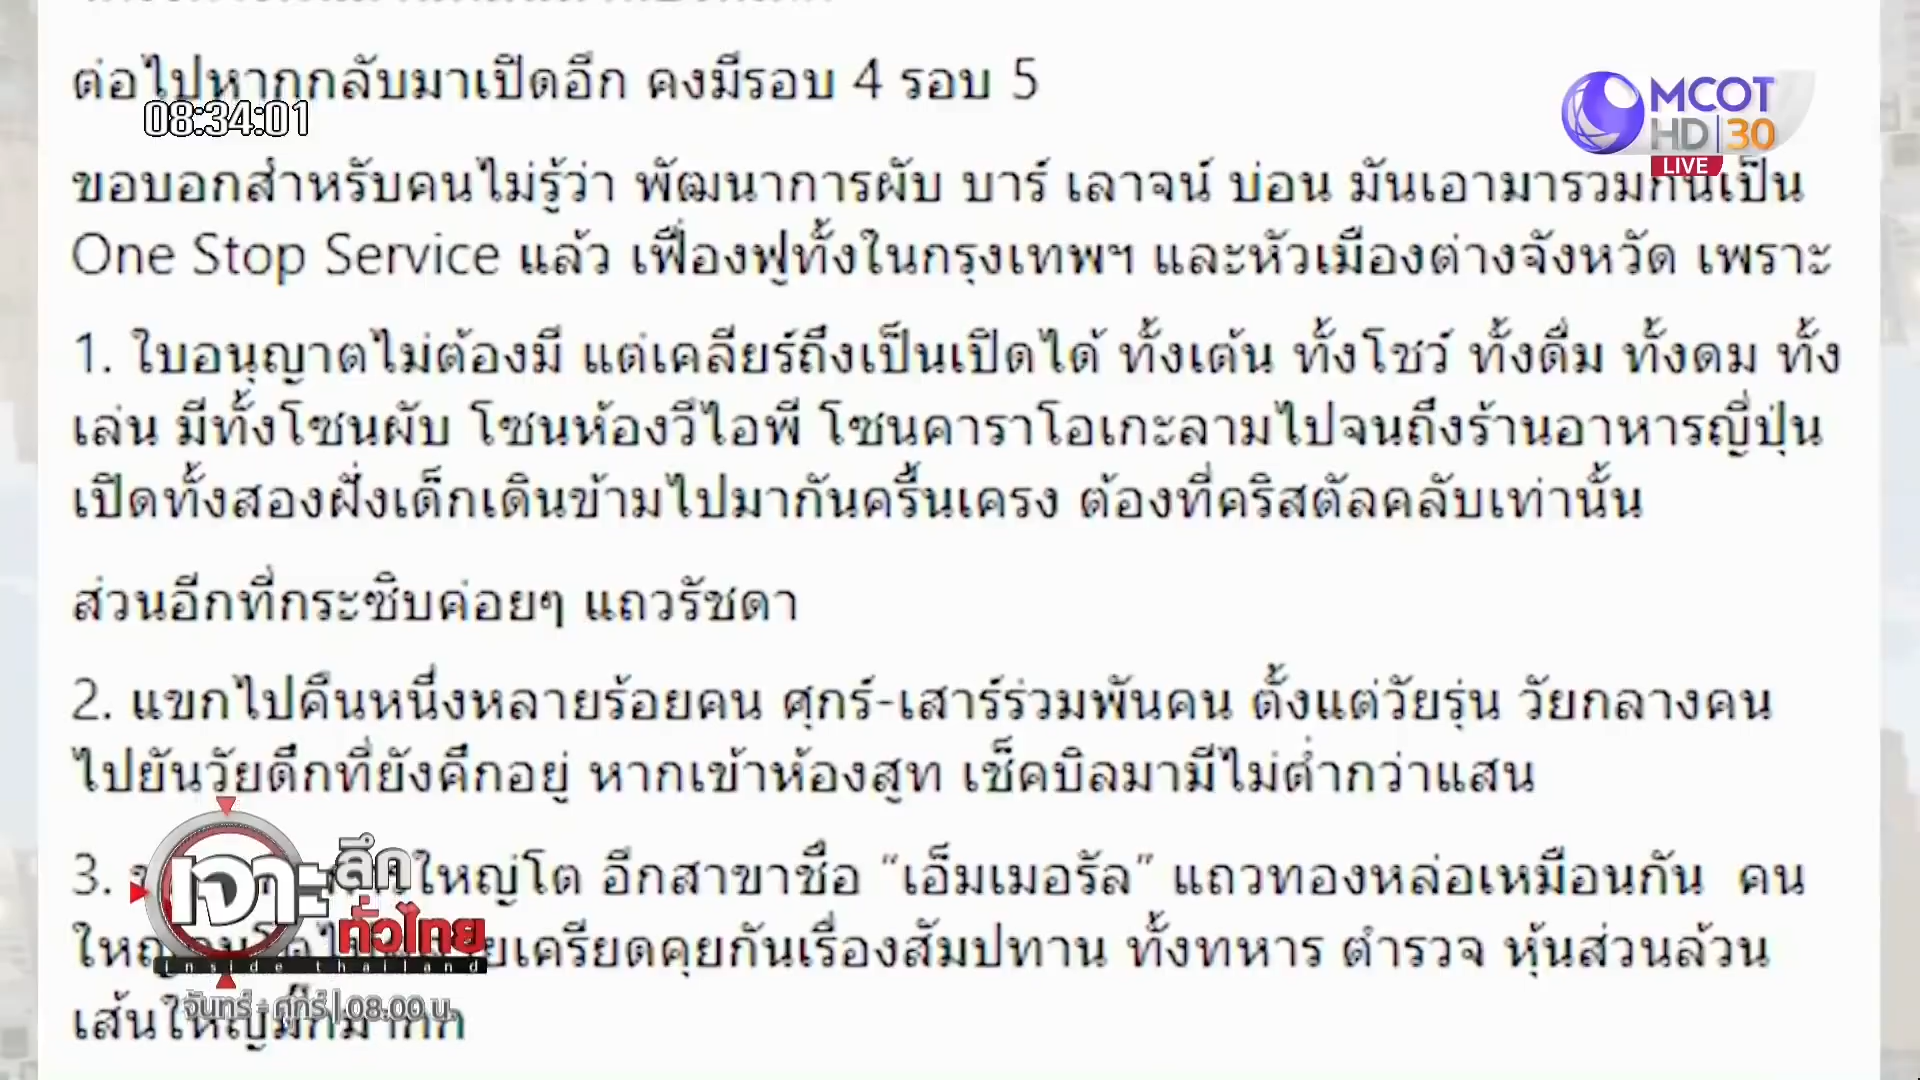 ต่อไปหากกลับมาเปิดอีก คงมีรอบ 4 รอบ 5
08:34:01
MCOT
HD 30
LIVE
ขอบอกสำหรับคนไม่รู้ว่า พัฒนาการผับ บาร์ เลาจน์ บ่อน มันเอามารวมกันเป็น
One Stop Service แล้ว เฟื่องฟูทั้งในกรุงเทพฯ และหัวเมืองต่างจังหวัด เพราะ
1. ใบอนุญาตไม่ต้องมี แต่เคลียร์ถึงเป็นเปิดได้ ทั้งเต้น ทั้งโชว์ ทั้งดื่ม ทั้งดม ทั้ง
เล่น มีทั้งโซนผับ โซนห้องวีไอพี โซนคาราโอเกะลามไปจนถึงร้านอาหารญี่ปุ่น
เปิดทั้งสองฝั่งเด็กเดินข้ามไปมากันครื้นเครง ต้องที่คริสตัลคลับเท่านั้น
ส่วนอีกที่กระซิบค่อยๆ แถวรัชดา
2. แขกไปคืนหนึ่งหลายร้อยคน ศุกร์-เสาร์ร่วมพันคน ตั้งแต่วัยรุ่น วัยกลางคน
ไปยันวัยดึกที่ยังคึกอยู่ หากเข้าห้องสูท เช็คบิลมามีไม่ต่ำกว่าแสน
3. ใหญ่โต อีกสาขาชื่อ "เอ็มเมอรัล" แถวทองหล่อเหมือนกัน คน
เครียดคุยกันเรื่องสัมปทาน ทั้งทหาร ตำรวจ หุ้นส่วนล้วน
เส้นใหญ่
เจาะลึกทั่วไทย
inside thailand
จันทร์ - ศุกร์ | 08.00 น.